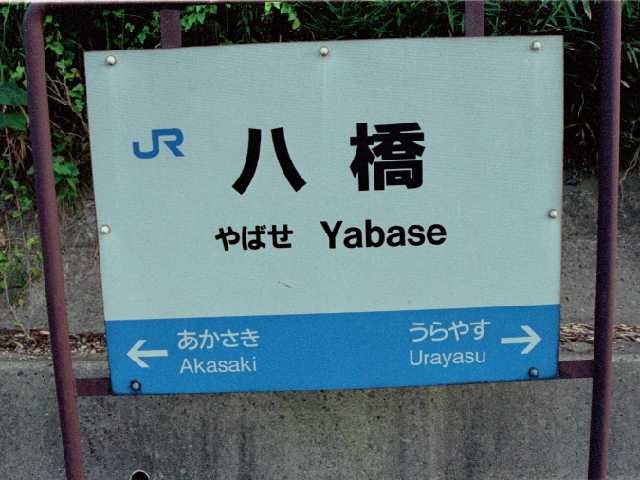 JR
八橋
やばせ Yabase
← あかさき うらやす →
Akasaki Urayasu